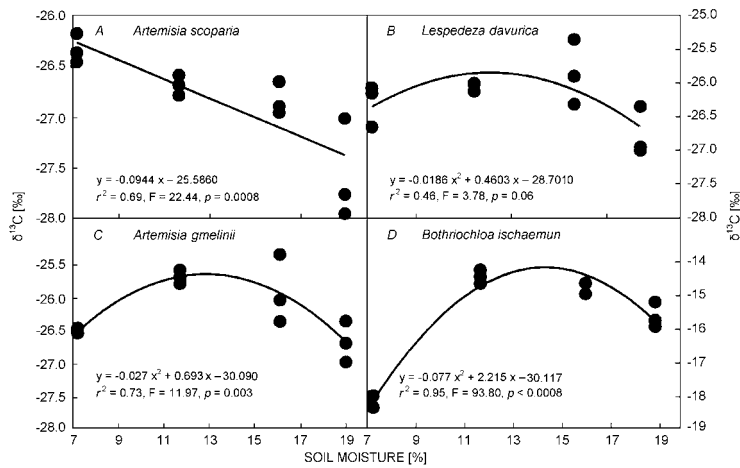 A Artemisia scoparia
y = -0.0944 x − 25.5860
r² = 0.69, F = 22.44, p = 0.0008
B Lespedeza davurica
y = -0.0186 x² + 0.4603 x − 28.7010
r² = 0.46, F = 3.78, p = 0.06
C Artemisia gmelinii
y = -0.027 x² + 0.693 x − 30.090
r² = 0.73, F = 11.97, p = 0.003
D Bothriochloa ischaemun
y = -0.077 x² + 2.215 x − 30.117
r² = 0.95, F = 93.80, p < 0.0008
-26.0
-26.5
-27.0
-27.5
-28.0
-25.5
-26.0
-26.5
-27.0
-27.5
-28.0
δ¹³C [‰]
-25.0
-25.5
-26.0
-26.5
-27.0
-27.5
-28.0
-14
-15
-16
-17
-18
-19
δ¹³C [‰]
7 9 11 13 15 17 19
7 9 11 13 15 17 19
SOIL MOISTURE [%]